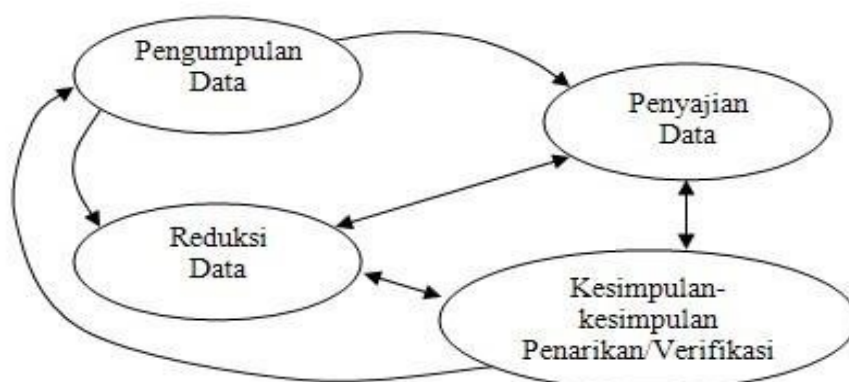 Pengumpulan
Data
Penyajian
Data
Reduksi
Data
Kesimpulan-
kesimpulan
Penarikan/Verifikasi